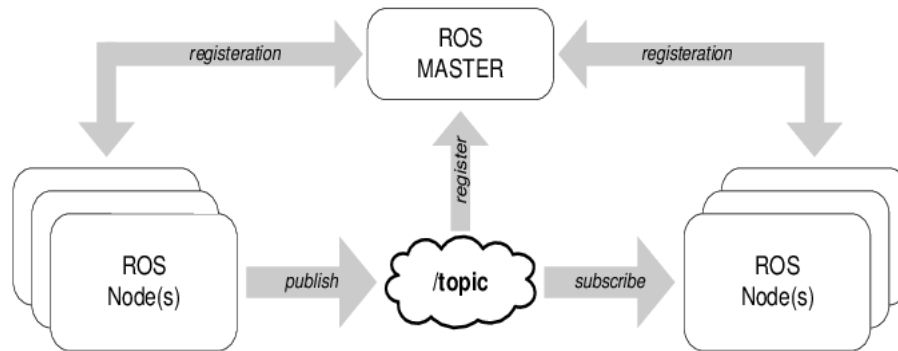 ROS
MASTER
registeration
registeration
register
ROS
Node(s)
publish
/topic
subscribe
ROS
Node(s)